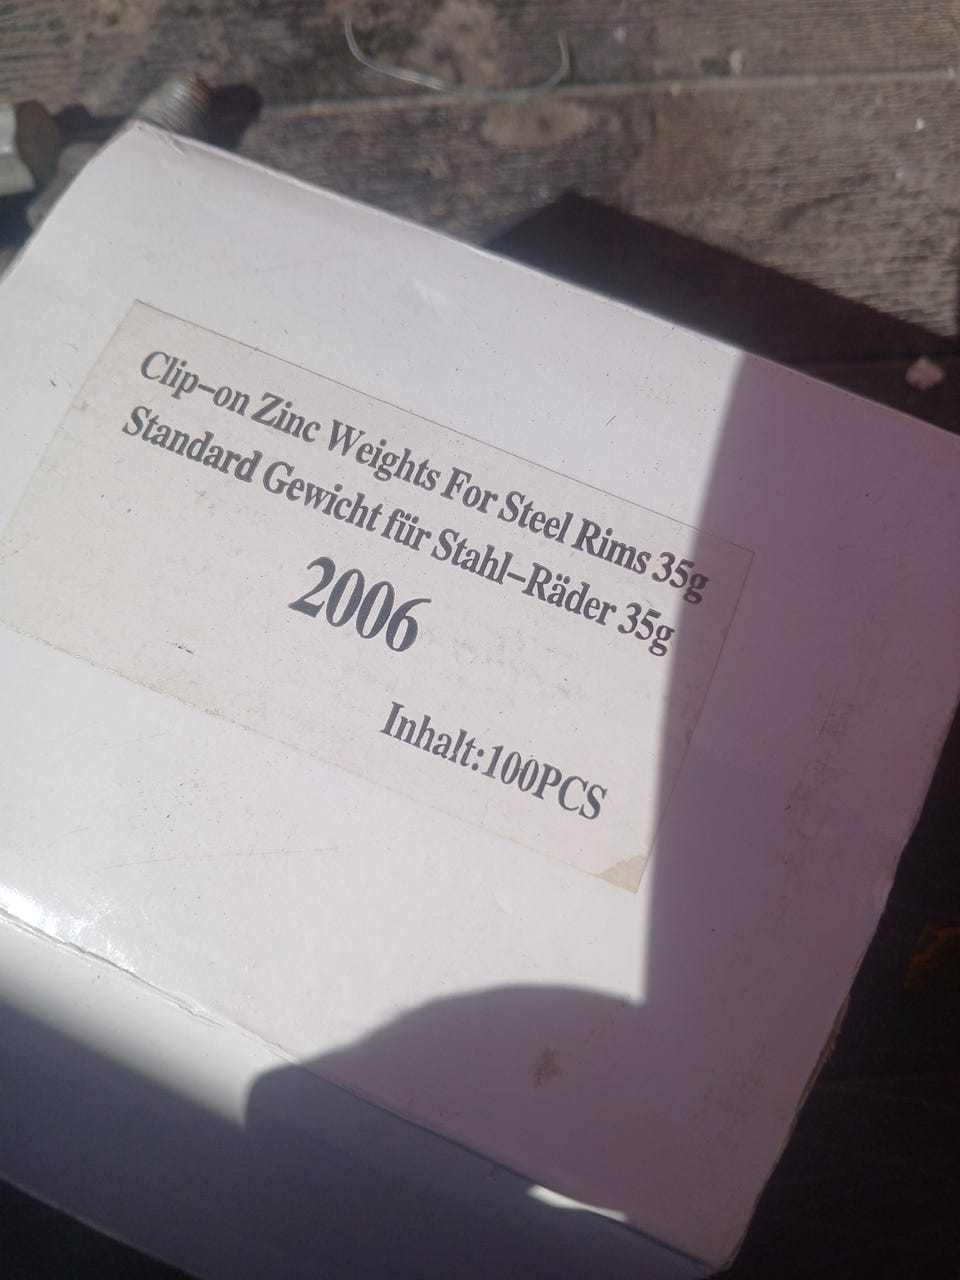 Clip-on Zinc Weights For Steel Rims 35g
Standard Gewicht für Stahl-Räder 35g
2006
Inhalt:100PCS